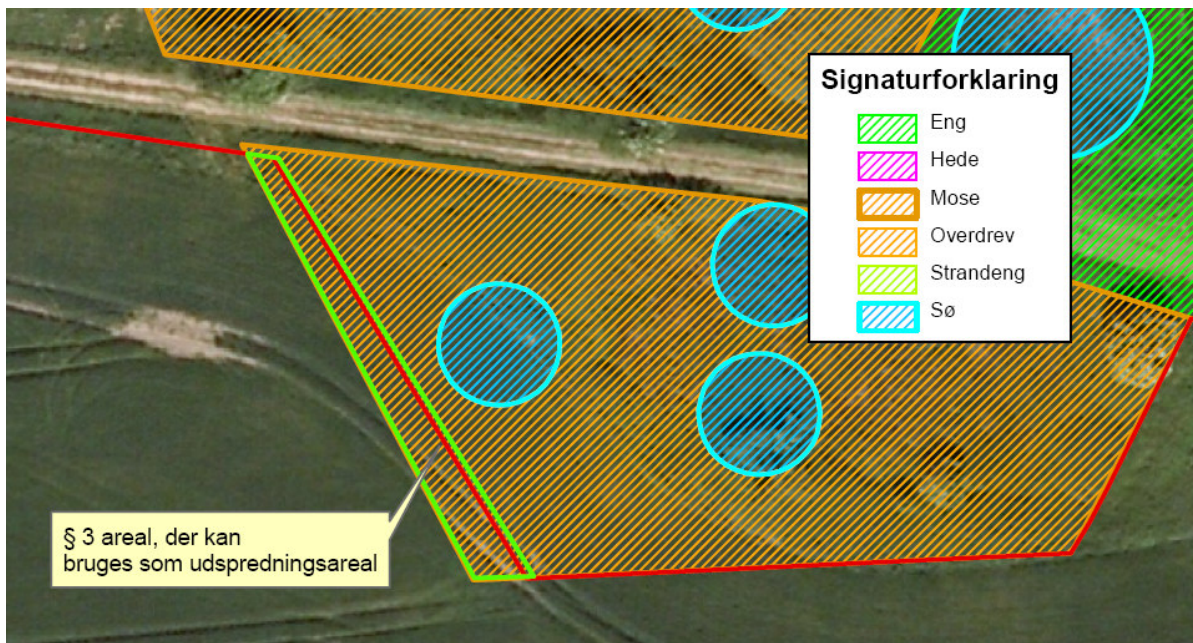 Signaturforklaring
Eng
Hede
Mose
Overdrev
Strandeng
Sø
§ 3 areal, der kan
bruges som udspredningsareal